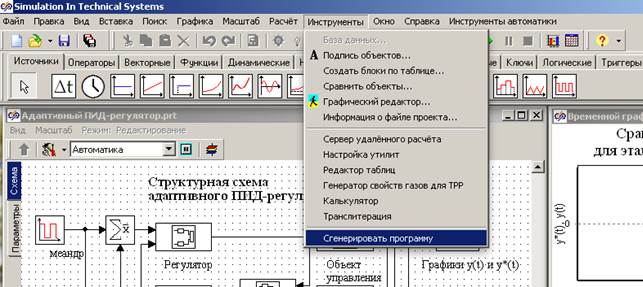 Simulation In Technical Systems
Файл Правка Вид Вставка Поиск Графика Масштаб Расчёт Инструменты Окно Справка Инструменты автоматики
База данных...
Источники Операторы Векторные Функции Динамические Ключи Логические Триггеры
Подпись объектов...
Создать блоки по таблице...
Сравнить объекты...
Графический редактор...
Информация о файле проекта...
Сервер удалённого расчёта
Настройка утилит
Редактор таблиц
Генератор свойств газов для ТРР
Калькулятор
Транслитерация
Сгенерировать программу
Адаптивный ПИД-регулятор.prt
Вид Масштаб Режим: Редактирование
Автоматика
Схема
Параметры
Структурная схема
адаптивного ПИД-регул
меандр
Регулятор
Объект
управления
Графики y(t) и y*(t)
Временной граф
Срав
для этал
y*(t), y(t)
0